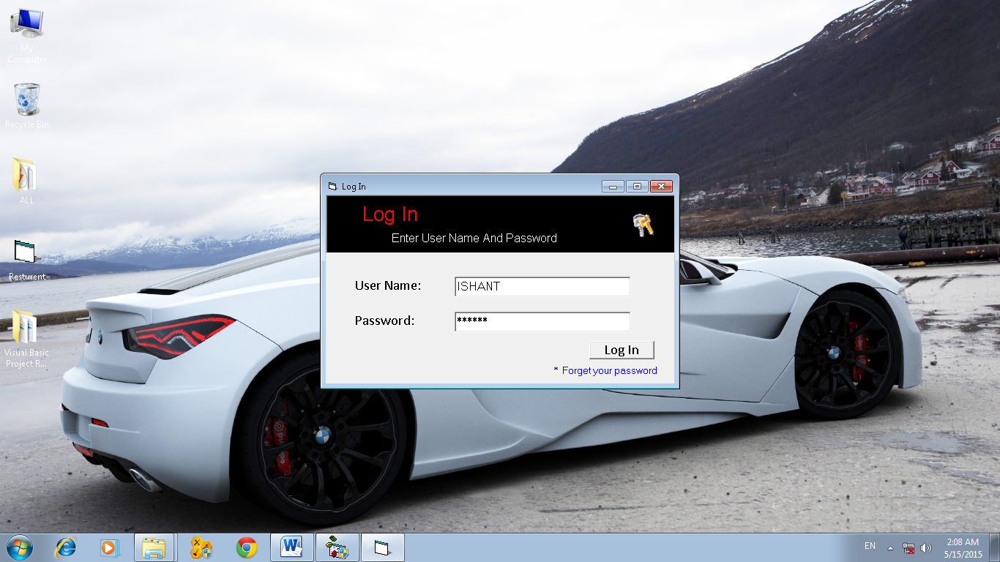 My
Computer
Recycle Bin
ALL
Resturent
Visual Basic
Project R...
Log In
Log In
Enter User Name And Password
User Name:
ISHANT
Password:
******
Log In
* Forget your password
EN
2:08 AM
5/15/2015